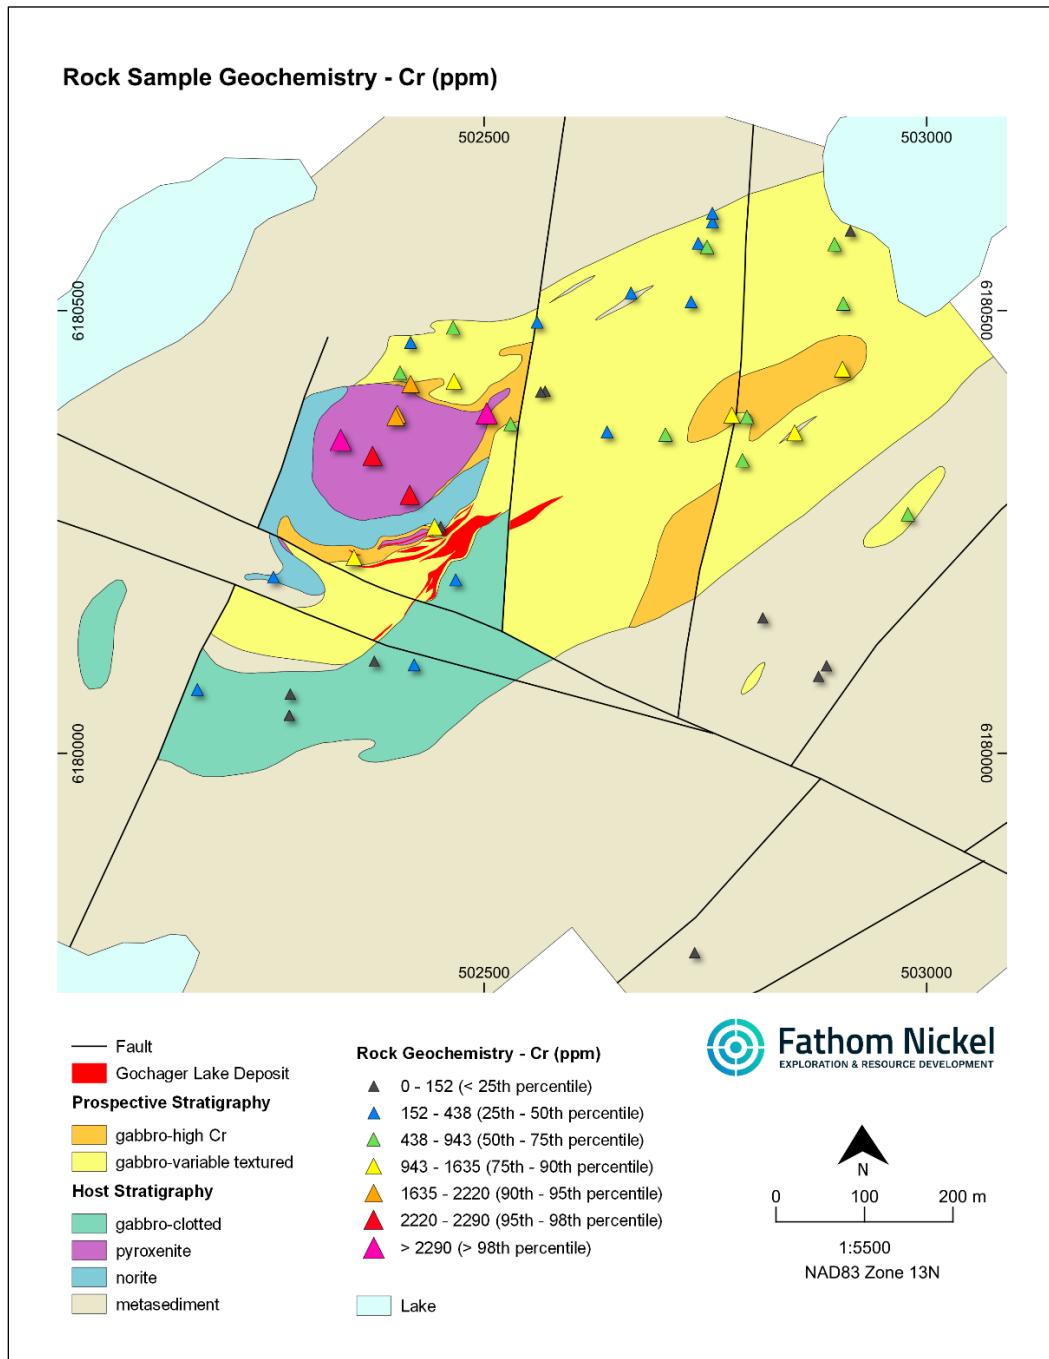 Rock Sample Geochemistry - Cr (ppm)
502500
503000
6180500
6180500
6180000
6180000
502500
503000
Fault
Gochager Lake Deposit
Prospective Stratigraphy
gabbro-high Cr
gabbro-variable textured
Host Stratigraphy
gabbro-clotted
pyroxenite
norite
metasediment
Rock Geochemistry - Cr (ppm)
0 - 152 (< 25th percentile)
152 - 438 (25th - 50th percentile)
438 - 943 (50th - 75th percentile)
943 - 1635 (75th - 90th percentile)
1635 - 2220 (90th - 95th percentile)
2220 - 2290 (95th - 98th percentile)
> 2290 (> 98th percentile)
Lake
Fathom Nickel
EXPLORATION & RESOURCE DEVELOPMENT
N
0 100 200 m
1:5500
NAD83 Zone 13N